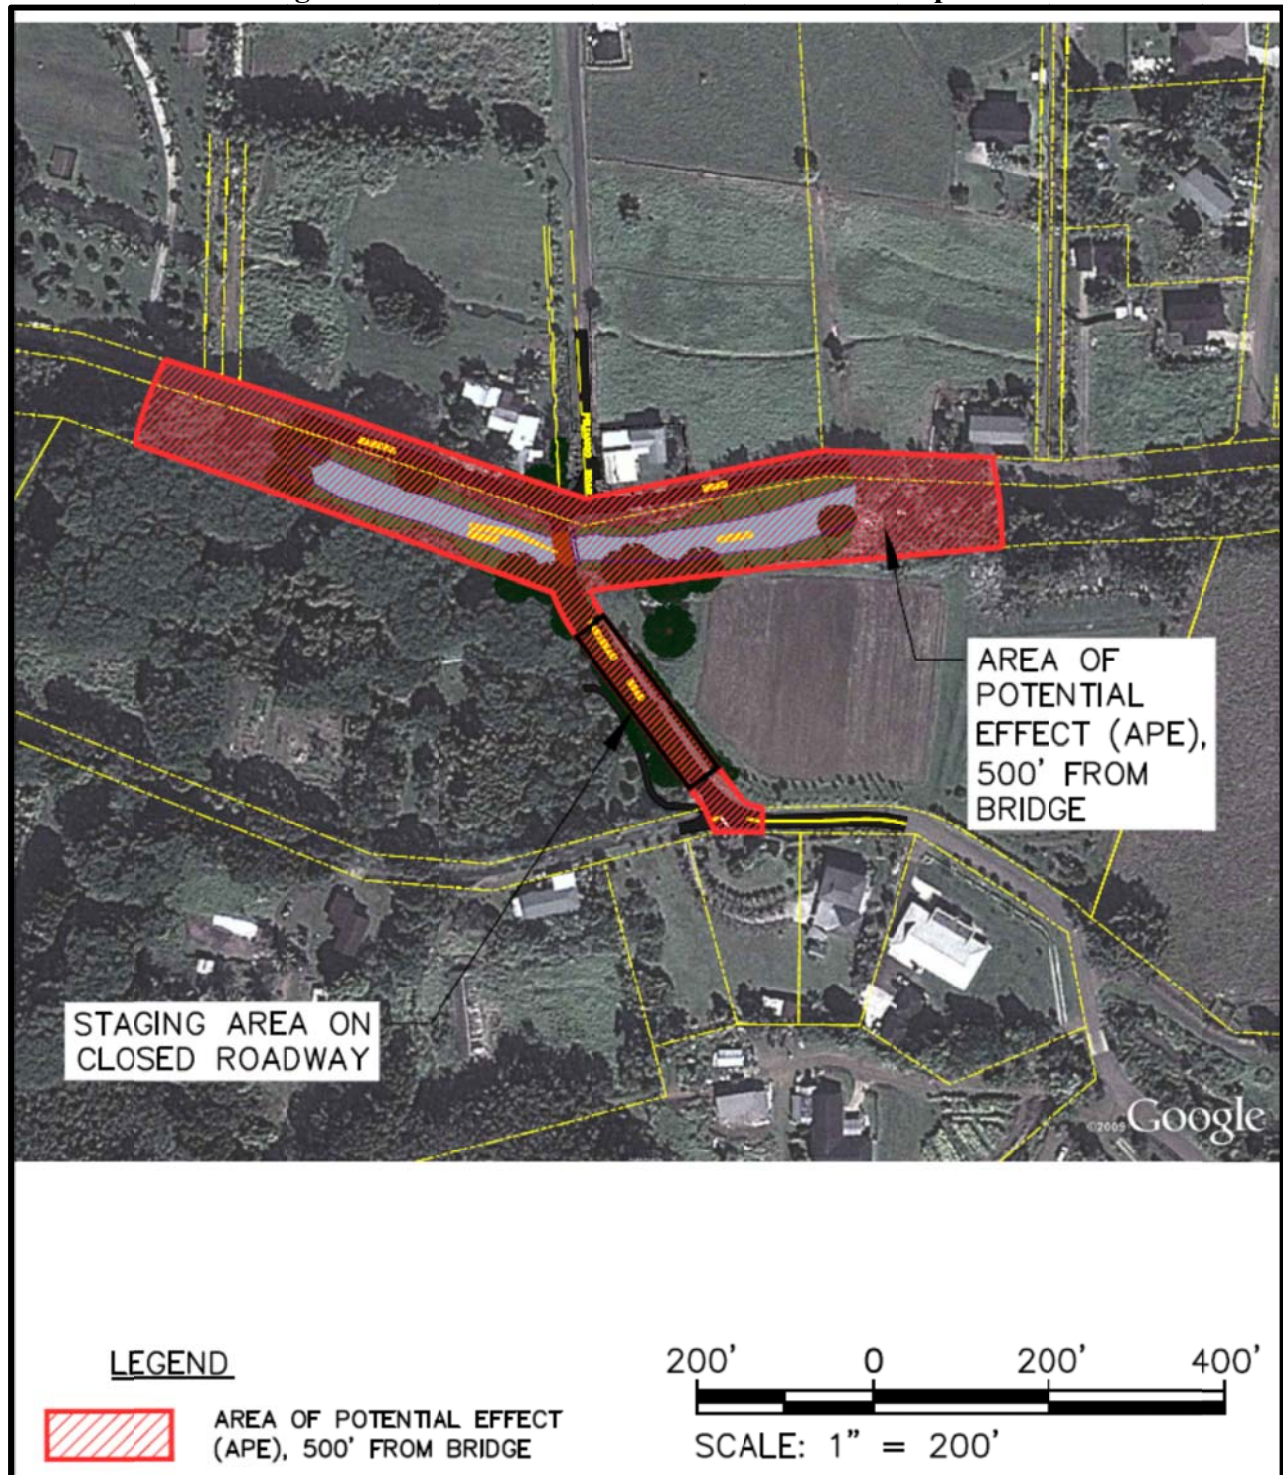 AREA OF
POTENTIAL
EFFECT (APE),
500' FROM
BRIDGE
STAGING AREA ON
CLOSED ROADWAY
©2009 Google
LEGEND
AREA OF POTENTIAL EFFECT
(APE), 500' FROM BRIDGE
200' 0 200' 400'
SCALE: 1" = 200'